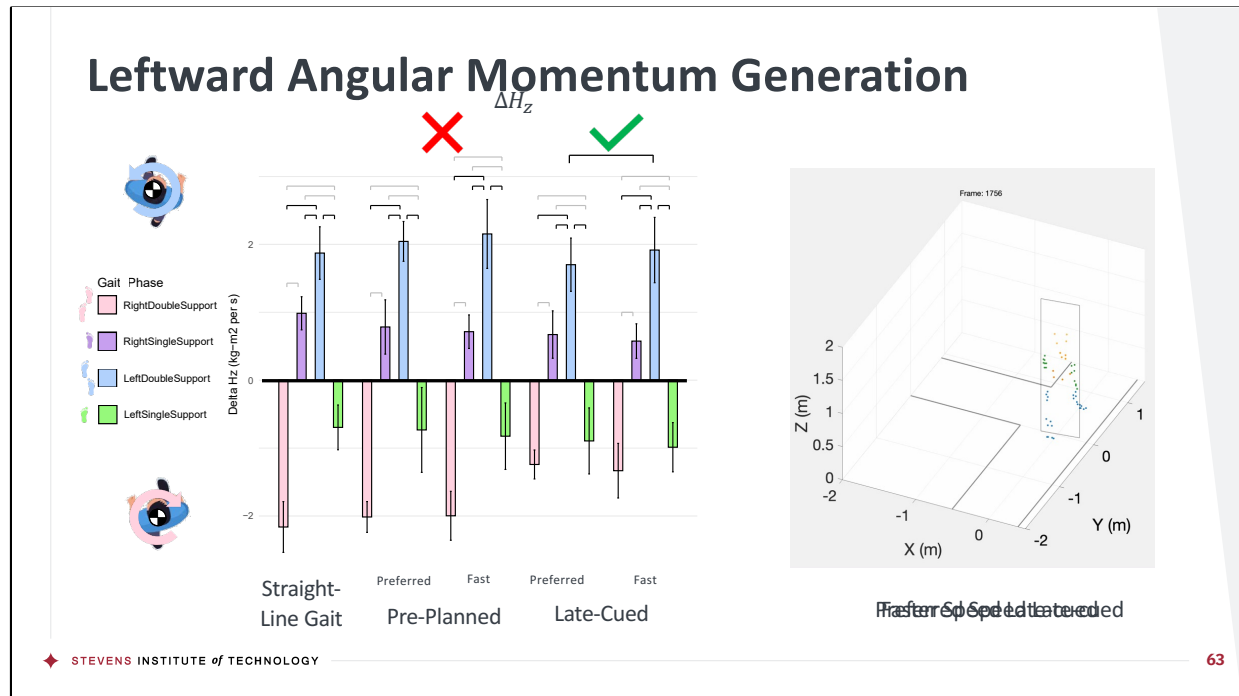 Leftward Angular Momentum Generation
ΔH_z
Gait Phase
RightDoubleSupport
RightSingleSupport
LeftDoubleSupport
LeftSingleSupport
Delta Hz (kg−m2 per s)
2
0
−2
Straight-
Line Gait
Preferred
Fast
Pre-Planned
Preferred
Fast
Late-Cued
Frame: 1756
2
1.5
1
0.5
0
Z (m)
-2
-1
0
X (m)
-2
-1
0
1
Y (m)
STEVENS INSTITUTE of TECHNOLOGY
63